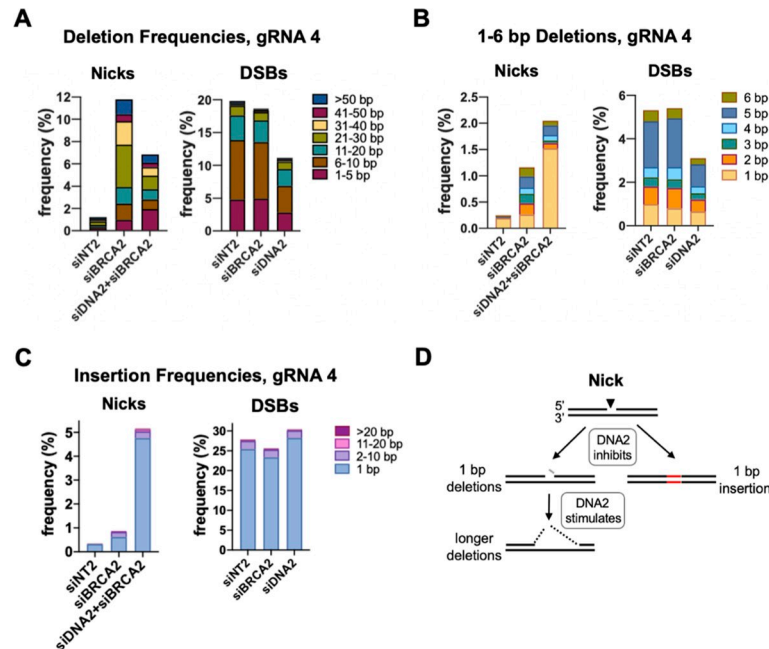 A
Deletion Frequencies, gRNA 4
Nicks
DSBs
frequency (%)
12
10
8
6
4
2
0
siNT2
siBRCA2
siDNA2+siBRCA2
frequency (%)
20
15
10
5
0
siNT2
siBRCA2
siDNA2
>50 bp
41-50 bp
31-40 bp
21-30 bp
11-20 bp
6-10 bp
1-5 bp
B
1-6 bp Deletions, gRNA 4
Nicks
DSBs
frequency (%)
2.5
2.0
1.5
1.0
0.5
0.0
siNT2
siBRCA2
siDNA2+siBRCA2
frequency (%)
6
4
2
0
siNT2
siBRCA2
siDNA2
6 bp
5 bp
4 bp
3 bp
2 bp
1 bp
C
Insertion Frequencies, gRNA 4
Nicks
DSBs
frequency (%)
5
4
3
2
1
0
siNT2
siBRCA2
siDNA2+siBRCA2
frequency (%)
30
25
20
15
10
5
0
siNT2
siBRCA2
siDNA2
>20 bp
11-20 bp
2-10 bp
1 bp
D
Nick
5'
3'
DNA2
inhibits
1 bp
deletions
1 bp
insertion
DNA2
stimulates
longer
deletions